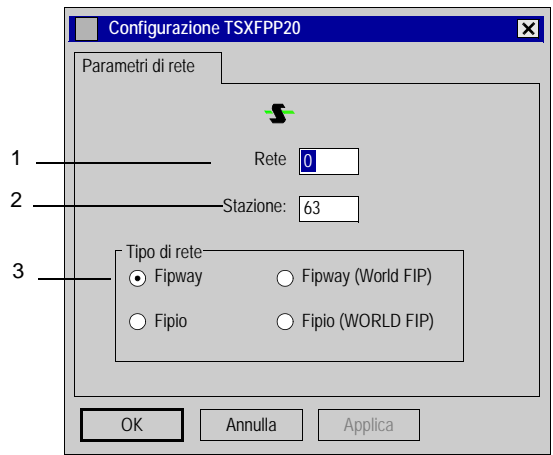 Configurazione TSXFPP20
Parametri di rete
1
Rete 0
2
Stazione: 63
3
Tipo di rete
Fipway
Fipway (World FIP)
Fipio
Fipio (WORLD FIP)
OK
Annulla
Applica